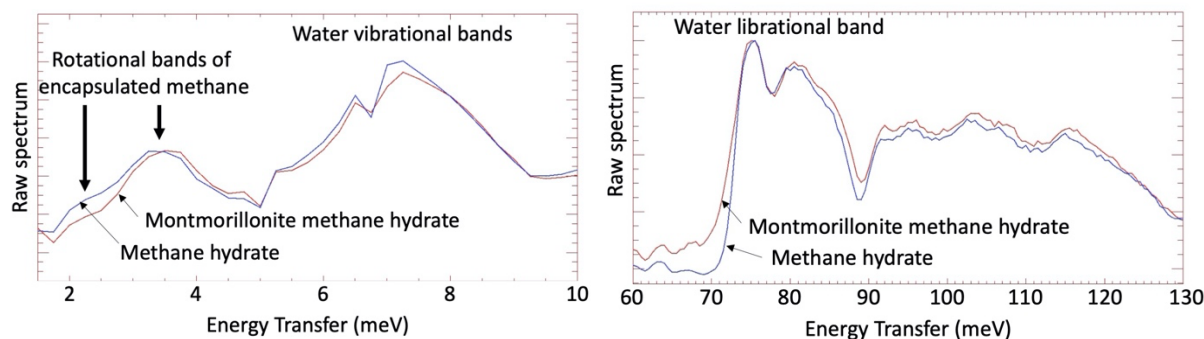 Water vibrational bands
Rotational bands of
encapsulated methane
Raw spectrum
Montmorillonite methane hydrate
Methane hydrate
2 4 6 8 10
Energy Transfer (meV)
Water librational band
Raw spectrum
Montmorillonite methane hydrate
Methane hydrate
60 70 80 90 100 110 120 130
Energy Transfer (meV)